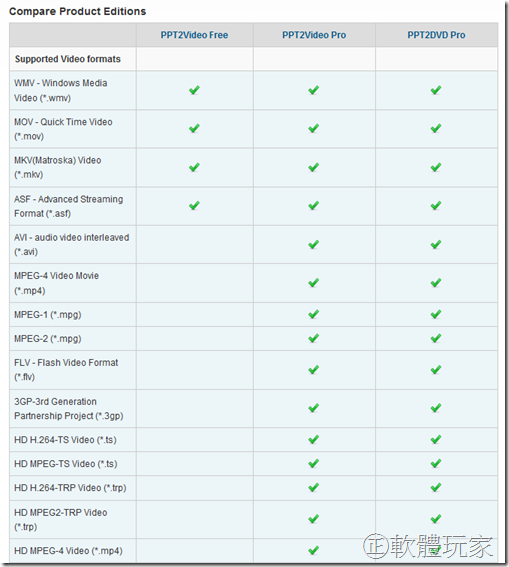 Compare Product Editions
PPT2Video Free PPT2Video Pro PPT2DVD Pro
Supported Video formats
WMV - Windows Media
Video (*.wmv)
MOV - Quick Time Video
(*.mov)
MKV(Matroska) Video
(*.mkv)
ASF - Advanced Streaming
Format (*.asf)
AVI - audio video interleaved
(*.avi)
MPEG-4 Video Movie
(*.mp4)
MPEG-1 (*.mpg)
MPEG-2 (*.mpg)
FLV - Flash Video Format
(*.flv)
3GP-3rd Generation
Partnership Project (*.3gp)
HD H.264-TS Video (*.ts)
HD MPEG-TS Video (*.ts)
HD H.264-TRP Video (*.trp)
HD MPEG2-TRP Video
(*.trp)
HD MPEG-4 Video (*.mp4)
正軟體玩家